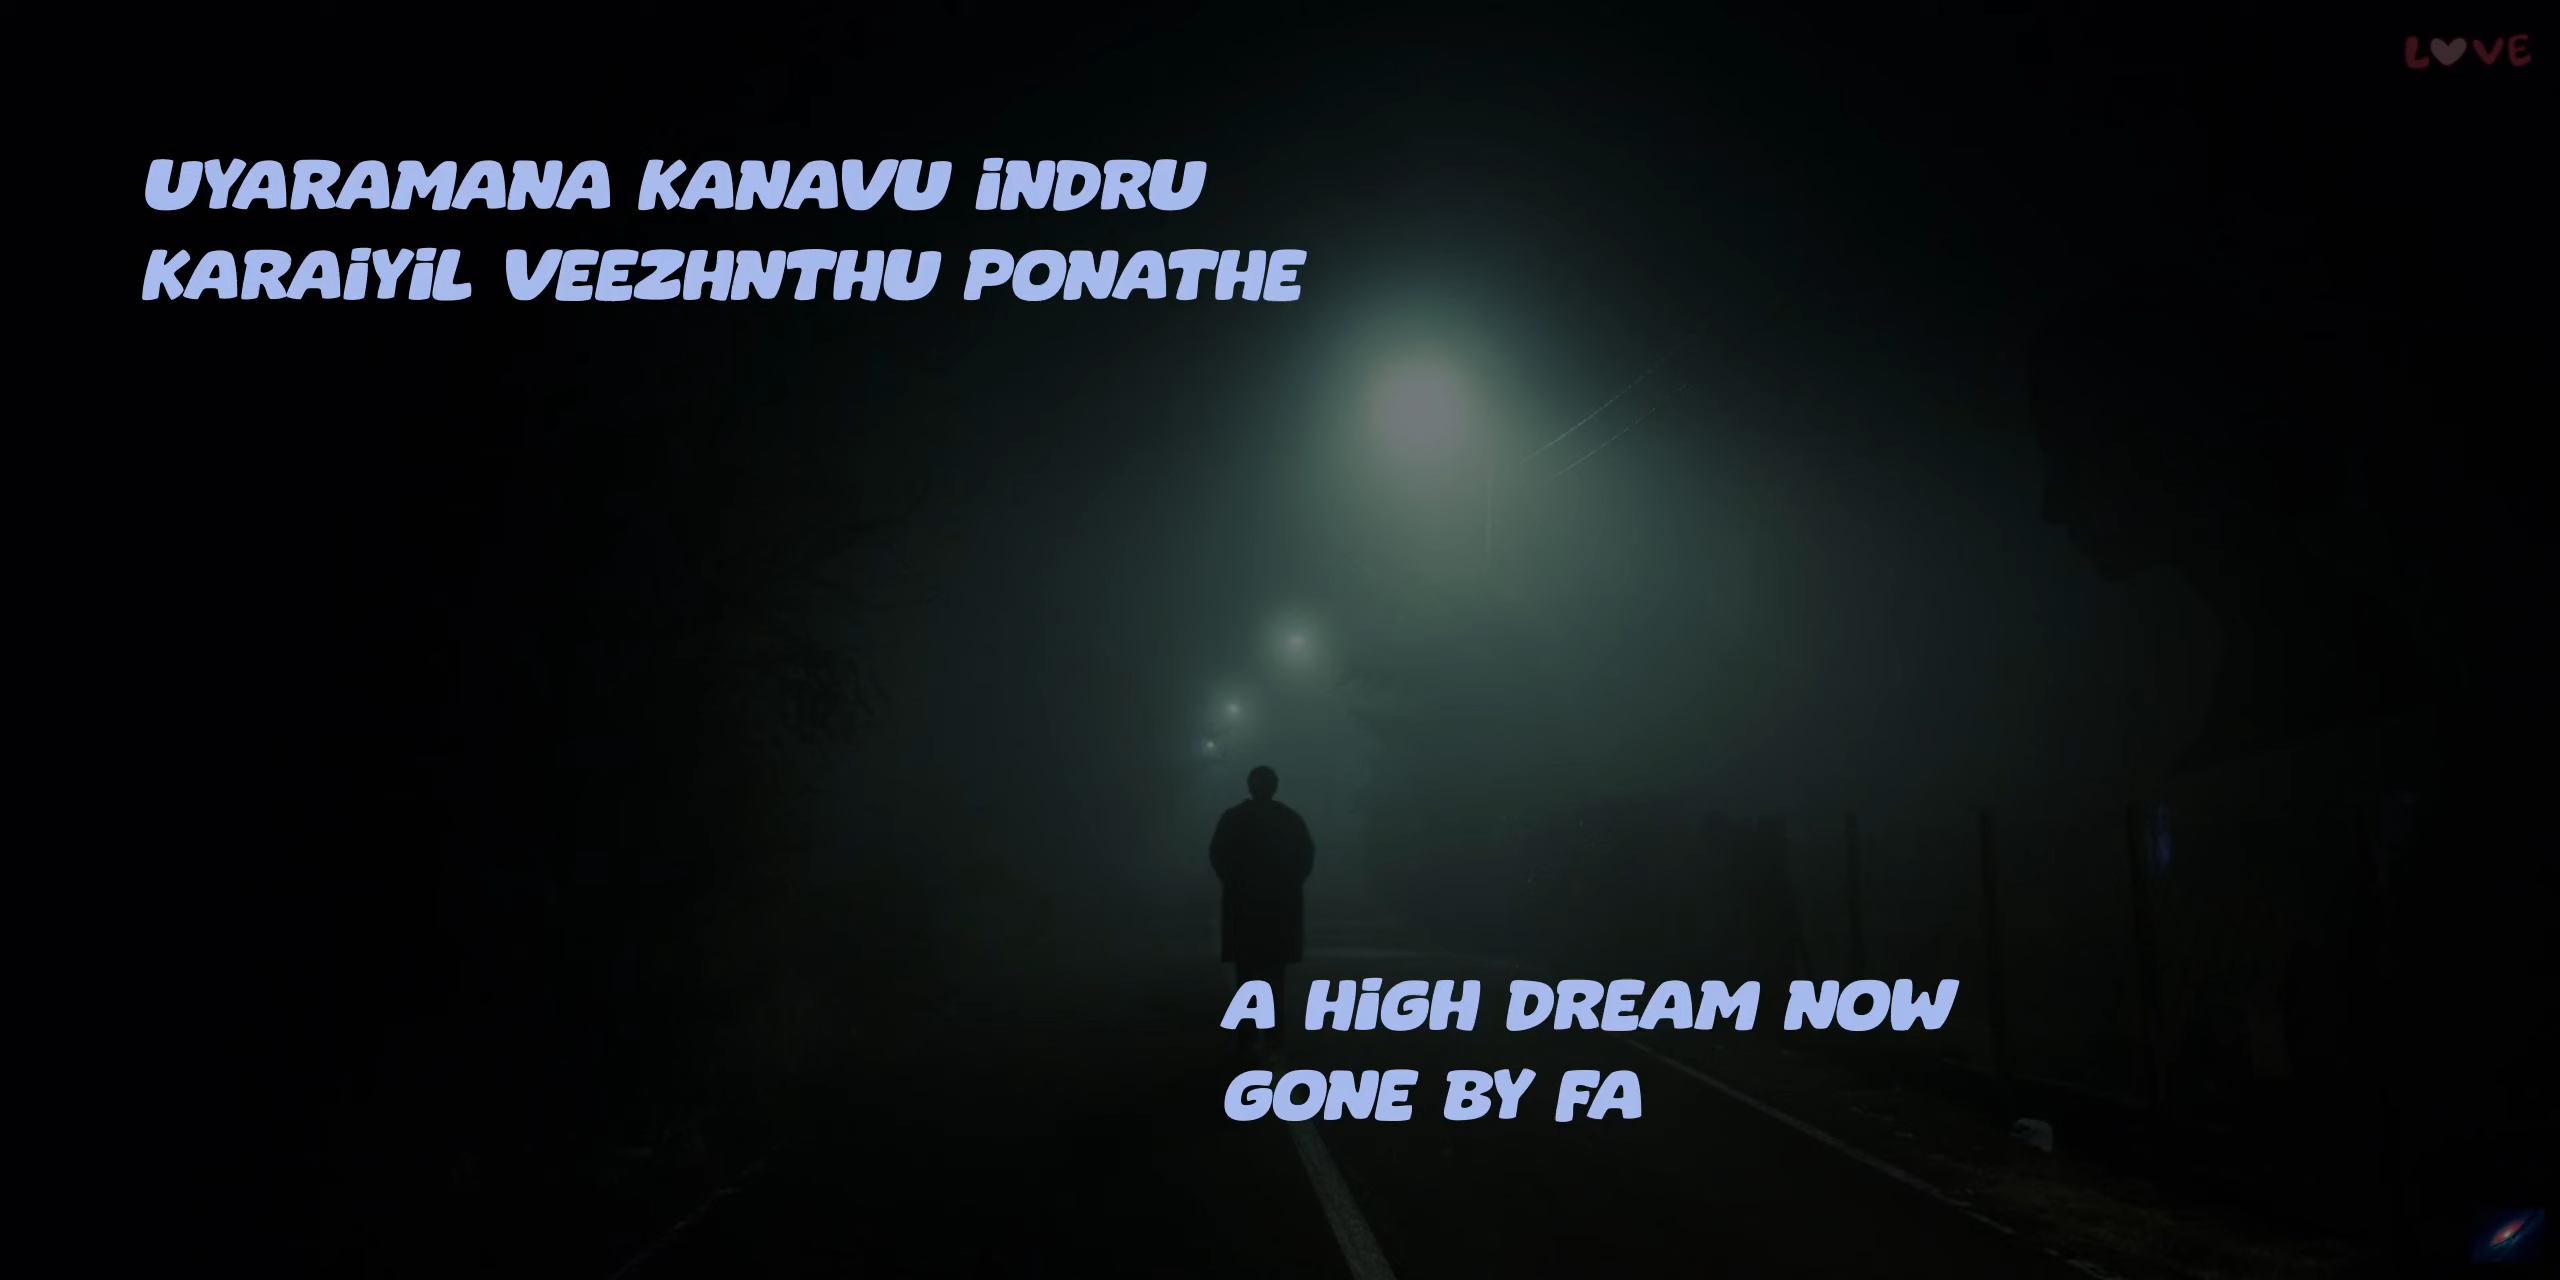 LOVE
UYARAMANA KANAVU iNDRU
KARAiYiL VEEZHNTHU PONATHE
A HiGH DREAM NOW
GONE BY FA